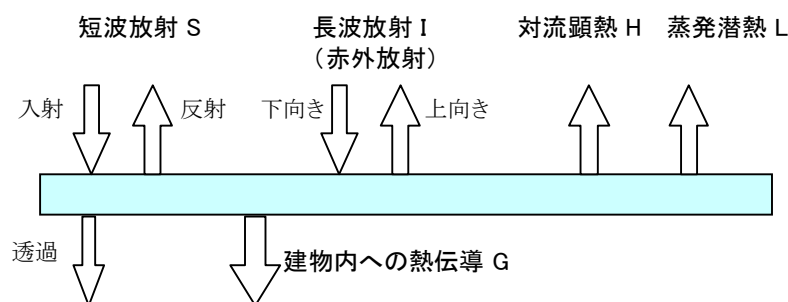 短波放射 S
長波放射 I
（赤外放射）
対流顕熱 H
蒸発潜熱 L
入射
反射
下向き
上向き
透過
建物内への熱伝導 G